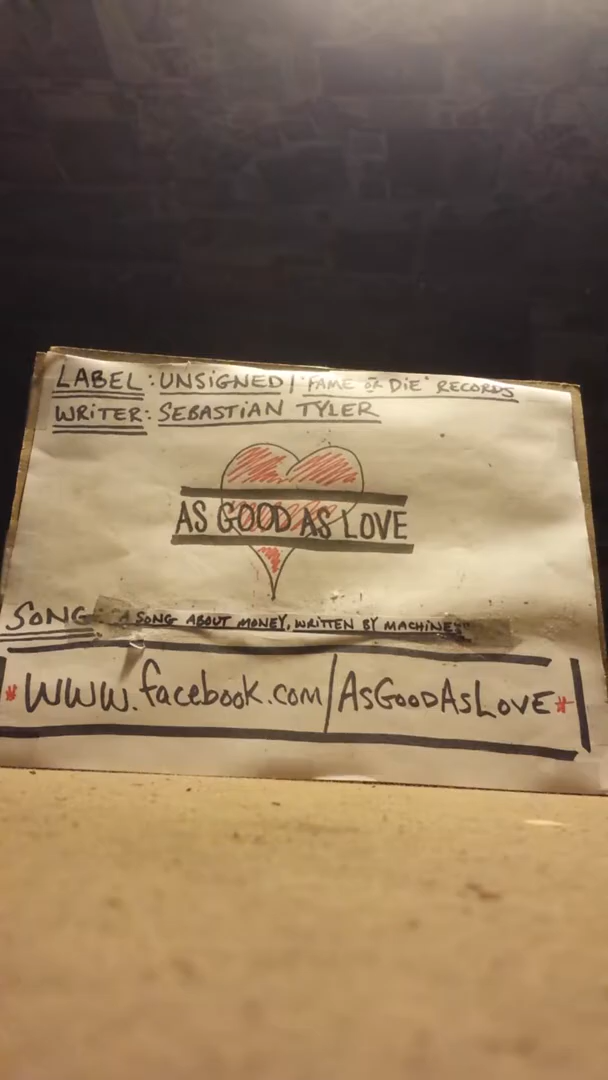 LABEL: UNSiGNED / 'FAME OR DiE' RECORDS
WRiTER: SEBASTiAN TYLER
AS GOOD AS LOVE
SONG: "A SONG ABOUT MONEY, WRITTEN BY MACHINES"
*WWW.facebook.com/AsGoodAsLovE*